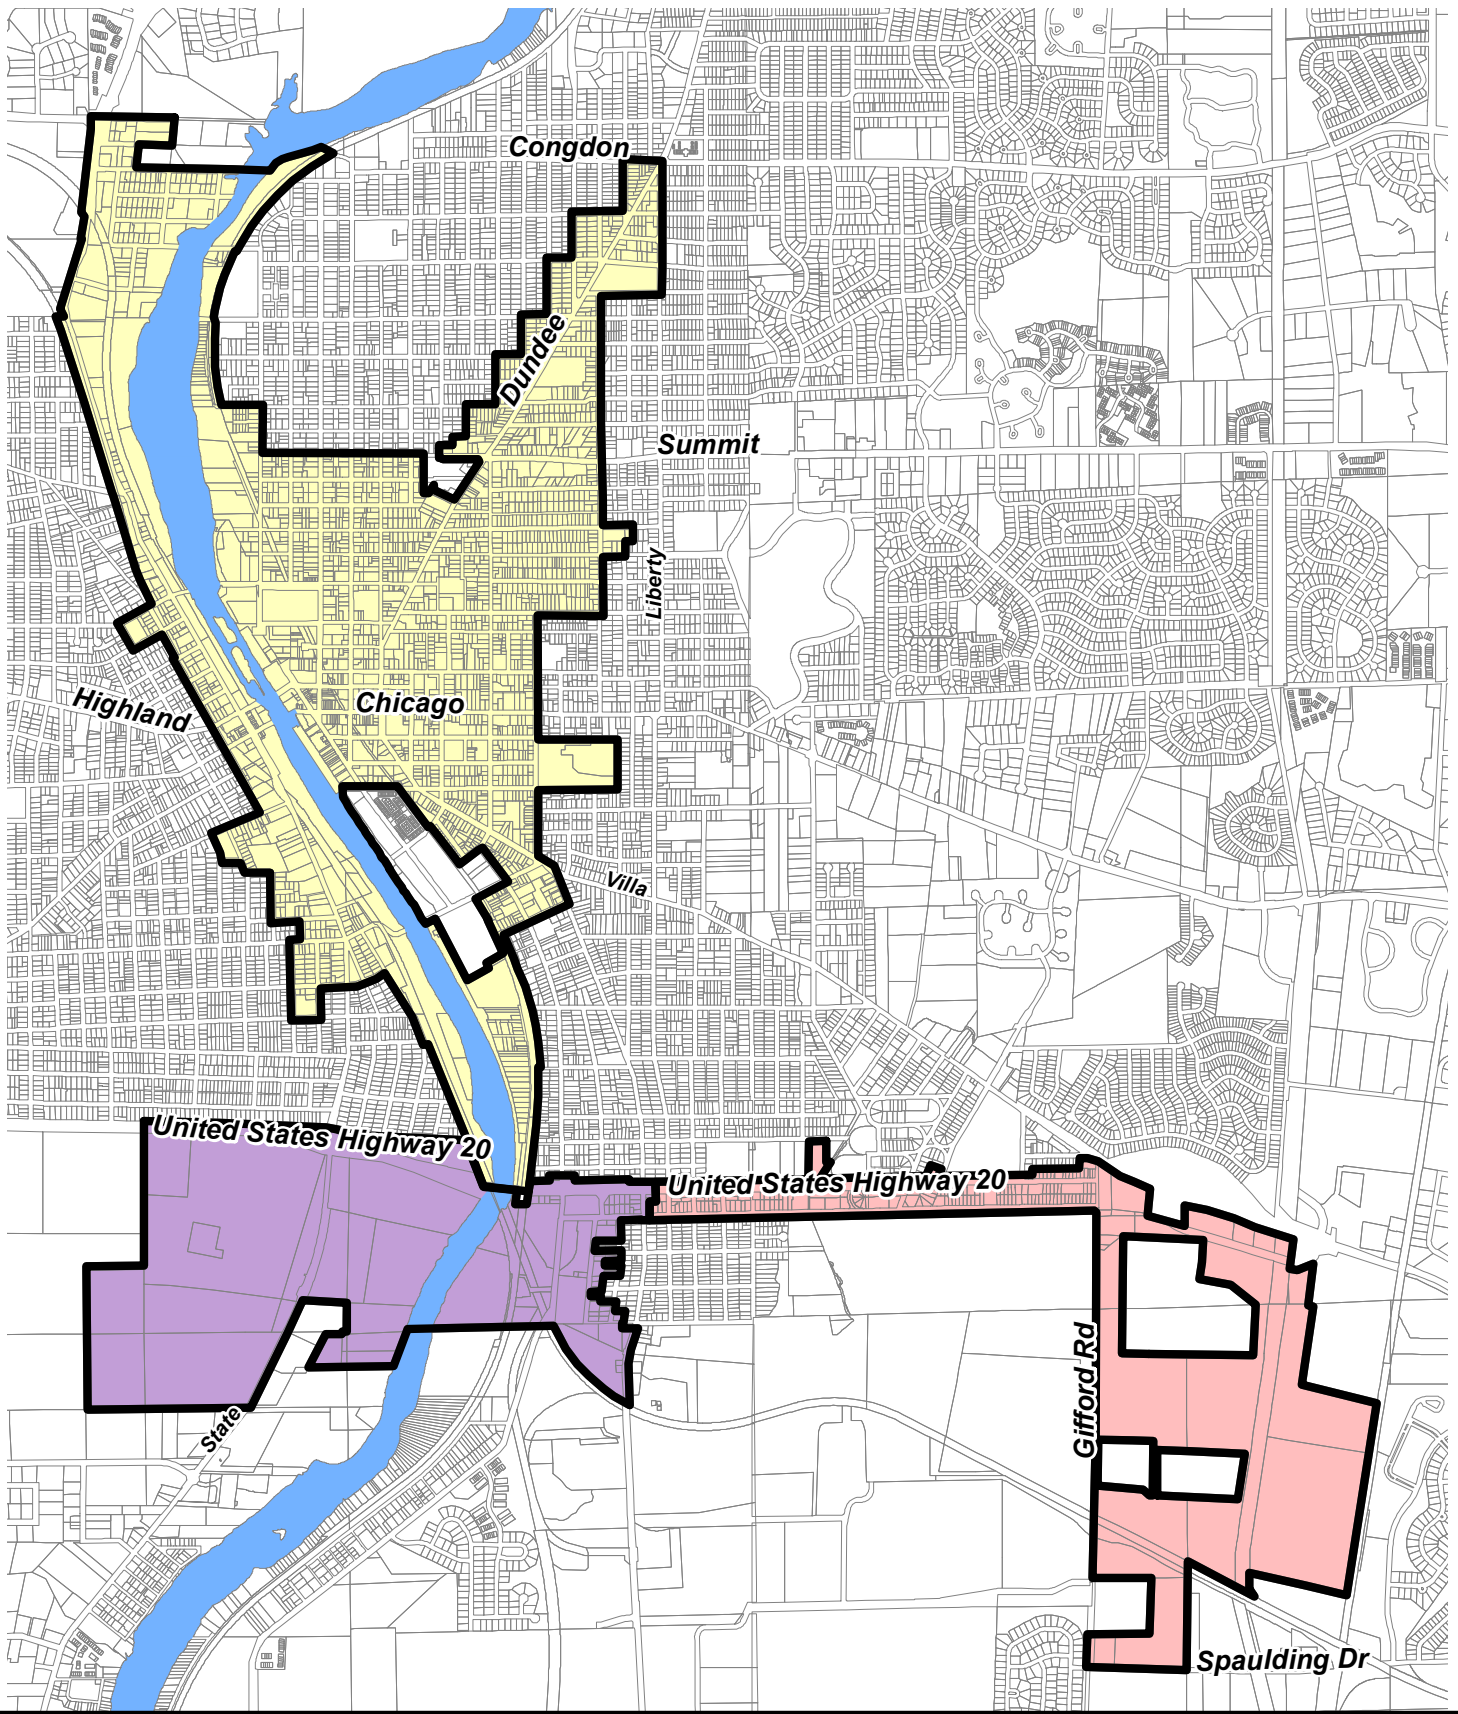 Congdon
Dundee
Summit
Liberty
Highland
Chicago
Villa
United States Highway 20
United States Highway 20
Gifford Rd
State
Spaulding Dr